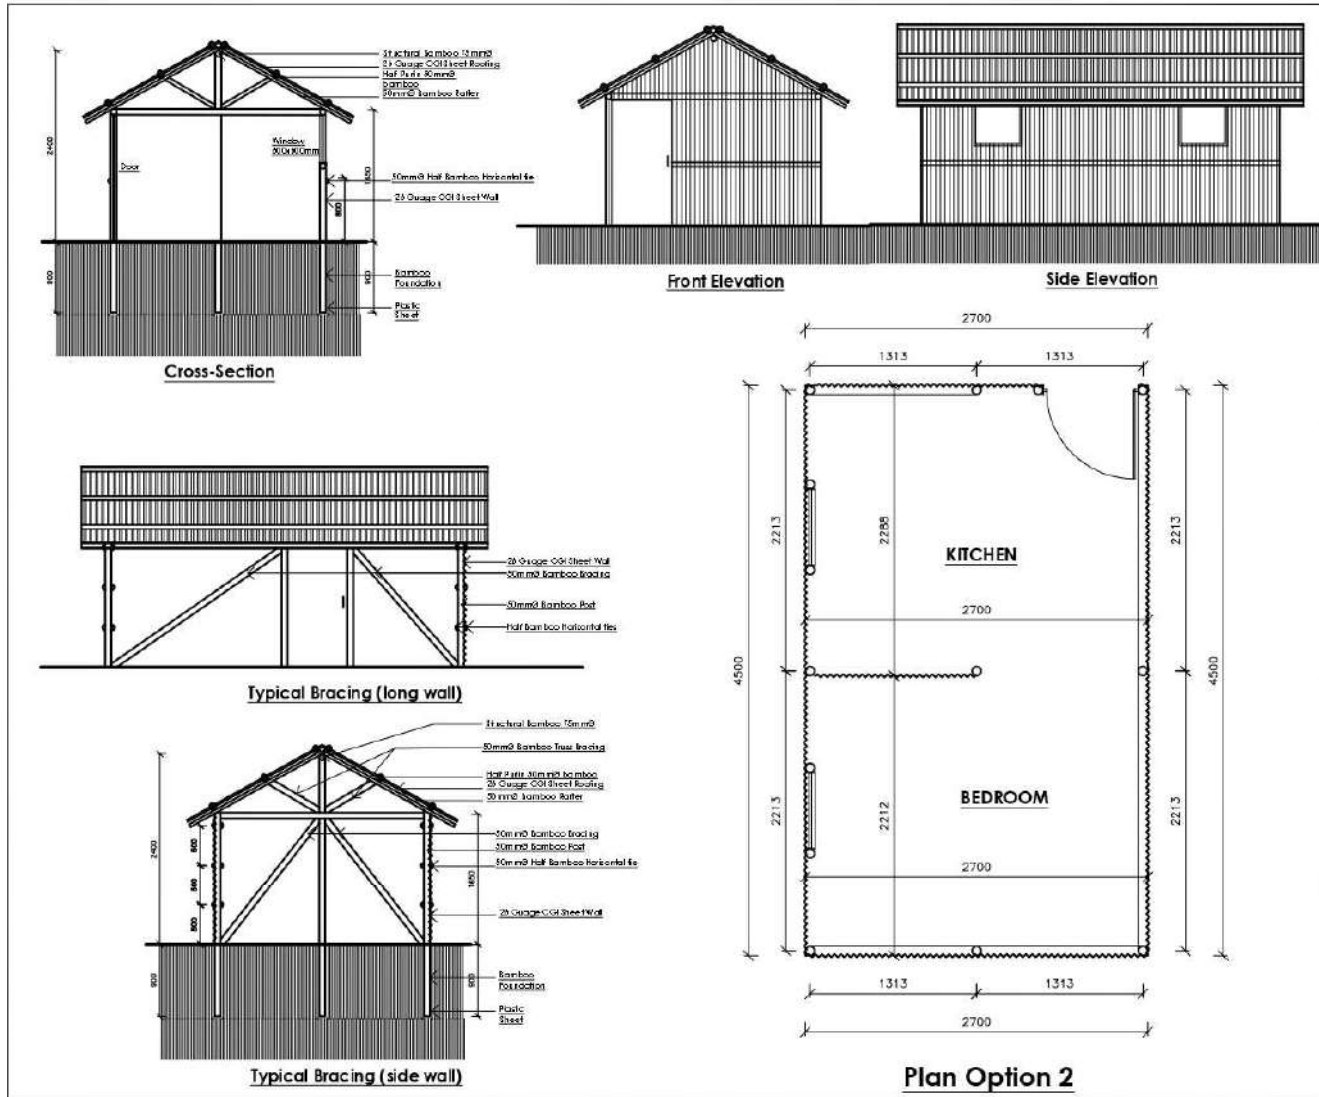 Structural Bamboo 75mmØ
26 Guage CGI Sheet Roofing
Half Purin 50mmØ
bamboo
50mmØ Bamboo Rafter
2400
Door
Window
1650
800
50mmØ Half Bamboo Horizontal tie
26 Guage CGI Sheet Wall
900
900
Bamboo
Foundation
Plastic
Sheet
Cross-Section
Front Elevation
Side Elevation
26 Guage CGI Sheet Wall
50mmØ Bamboo Bracing
50mmØ Bamboo Post
Half Bamboo Horizontal ties
Typical Bracing (long wall)
Structural Bamboo 75mmØ
50mmØ Bamboo Truss Bracing
Half Purin 50mmØ bamboo
26 Guage CGI Sheet Roofing
50mmØ Bamboo Rafter
50mmØ Bamboo Bracing
50mmØ Bamboo Post
50mmØ Half Bamboo Horizontal tie
26 Guage CGI Sheet Wall
2400
1650
900
900
Bamboo
Foundation
Plastic
Sheet
Typical Bracing (side wall)
2700
1313
1313
4500
2213
2288
2213
4500
KITCHEN
2700
2213
2212
2213
BEDROOM
2700
1313
1313
2700
Plan Option 2